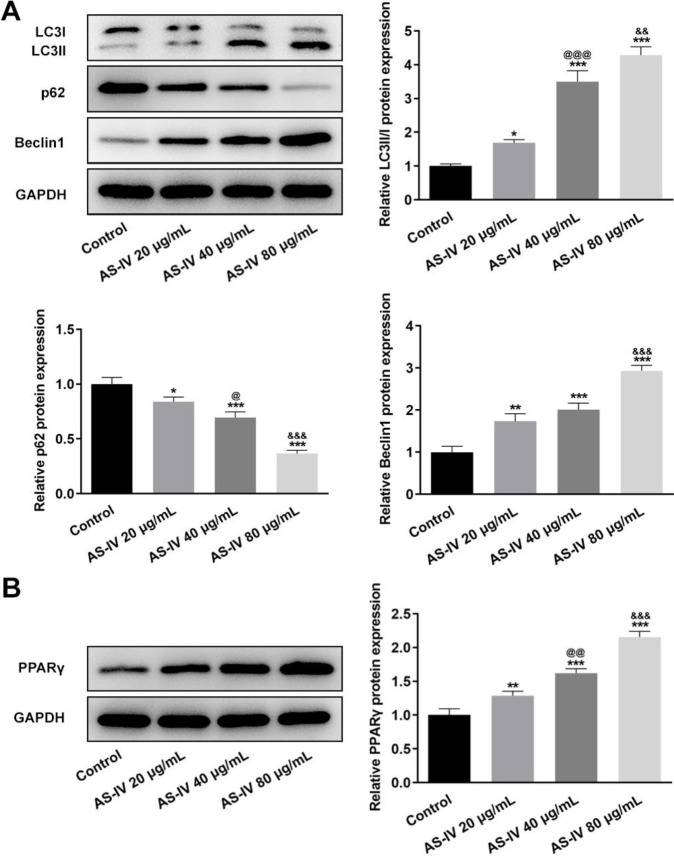 A
LC3I
LC3II
p62
Beclin1
GAPDH
Control
AS-IV 20 μg/mL
AS-IV 40 μg/mL
AS-IV 80 μg/mL
Relative LC3II/I protein expression
5
4
3
2
1
0
*
@@@
***
&&
***
Control
AS-IV 20 μg/mL
AS-IV 40 μg/mL
AS-IV 80 μg/mL
Relative p62 protein expression
1.5
1.0
0.5
0.0
*
@
***
&&&
***
Control
AS-IV 20 μg/mL
AS-IV 40 μg/mL
AS-IV 80 μg/mL
Relative Beclin1 protein expression
4
3
2
1
0
**
***
&&&
***
Control
AS-IV 20 μg/mL
AS-IV 40 μg/mL
AS-IV 80 μg/mL
B
PPARγ
GAPDH
Control
AS-IV 20 μg/mL
AS-IV 40 μg/mL
AS-IV 80 μg/mL
Relative PPARγ protein expression
2.5
2.0
1.5
1.0
0.5
0.0
**
@@
***
&&&
***
Control
AS-IV 20 μg/mL
AS-IV 40 μg/mL
AS-IV 80 μg/mL